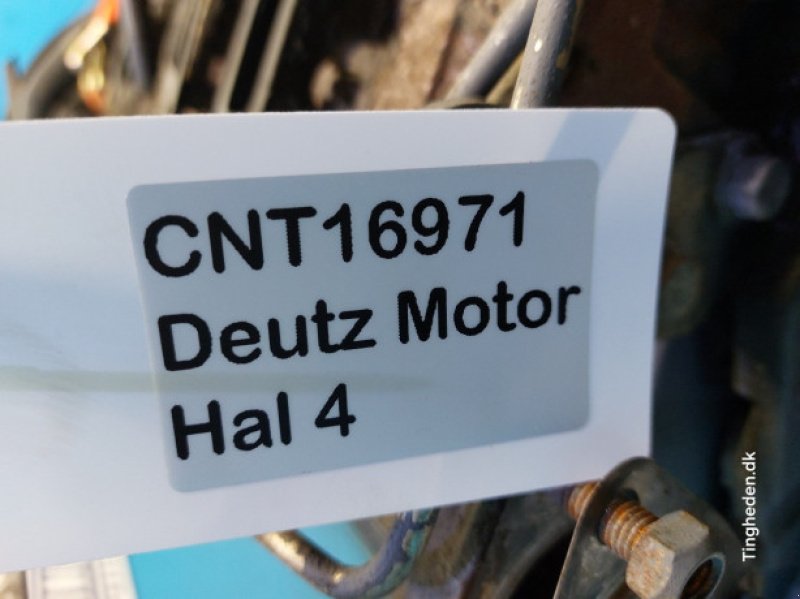 CNT16971
Deutz Motor
Hal 4
Tingheden.dk